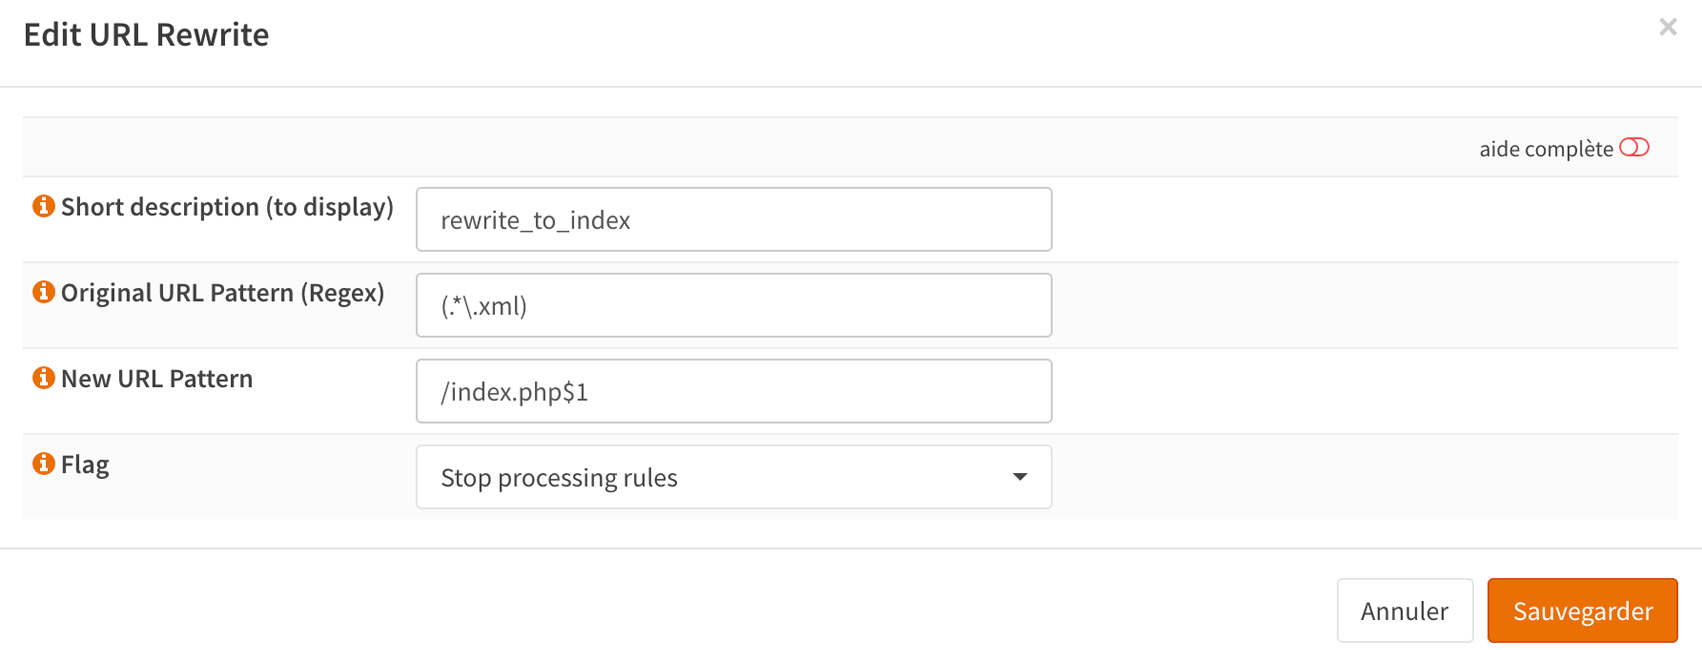 Edit URL Rewrite
×
aide complète
Short description (to display)
rewrite_to_index
Original URL Pattern (Regex)
(.*\.xml)
New URL Pattern
/index.php$1
Flag
Stop processing rules
Annuler
Sauvegarder